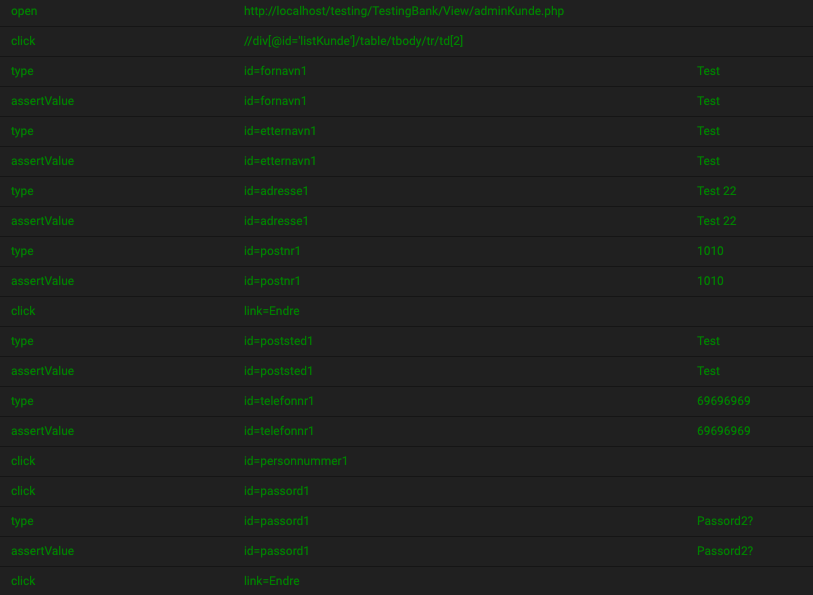 open http://localhost/testing/TestingBank/View/adminKunde.php
click //div[@id='listKunde']/table/tbody/tr/td[2]
type id=fornavn1 Test
assertValue id=fornavn1 Test
type id=etternavn1 Test
assertValue id=etternavn1 Test
type id=adresse1 Test 22
assertValue id=adresse1 Test 22
type id=postnr1 1010
assertValue id=postnr1 1010
click link=Endre
type id=poststed1 Test
assertValue id=poststed1 Test
type id=telefonnr1 69696969
assertValue id=telefonnr1 69696969
click id=personnummer1
click id=passord1
type id=passord1 Passord2?
assertValue id=passord1 Passord2?
click link=Endre